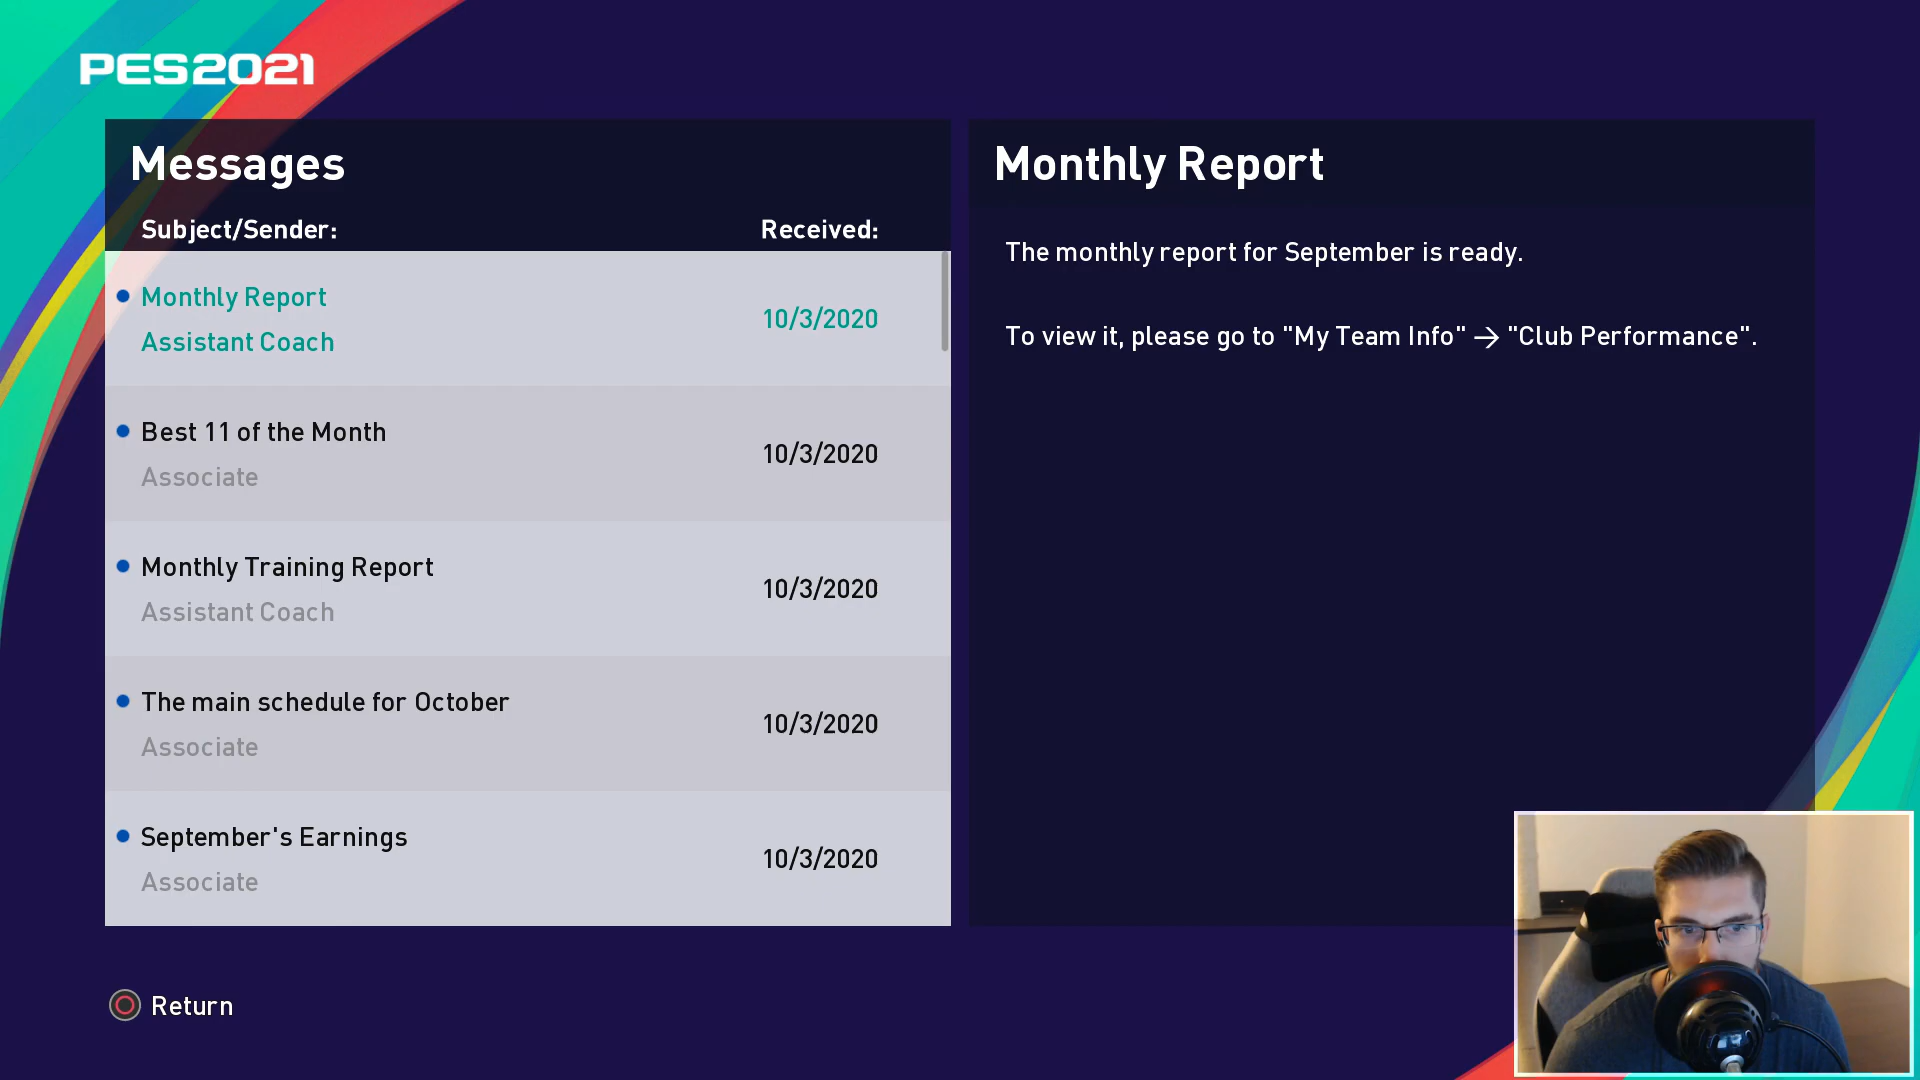 PES2021
Messages
Subject/Sender:
Received:
Monthly Report
Assistant Coach
10/3/2020
Best 11 of the Month
Associate
10/3/2020
Monthly Training Report
Assistant Coach
10/3/2020
The main schedule for October
Associate
10/3/2020
September's Earnings
Associate
10/3/2020
Monthly Report
The monthly report for September is ready.
To view it, please go to "My Team Info" → "Club Performance".
Return